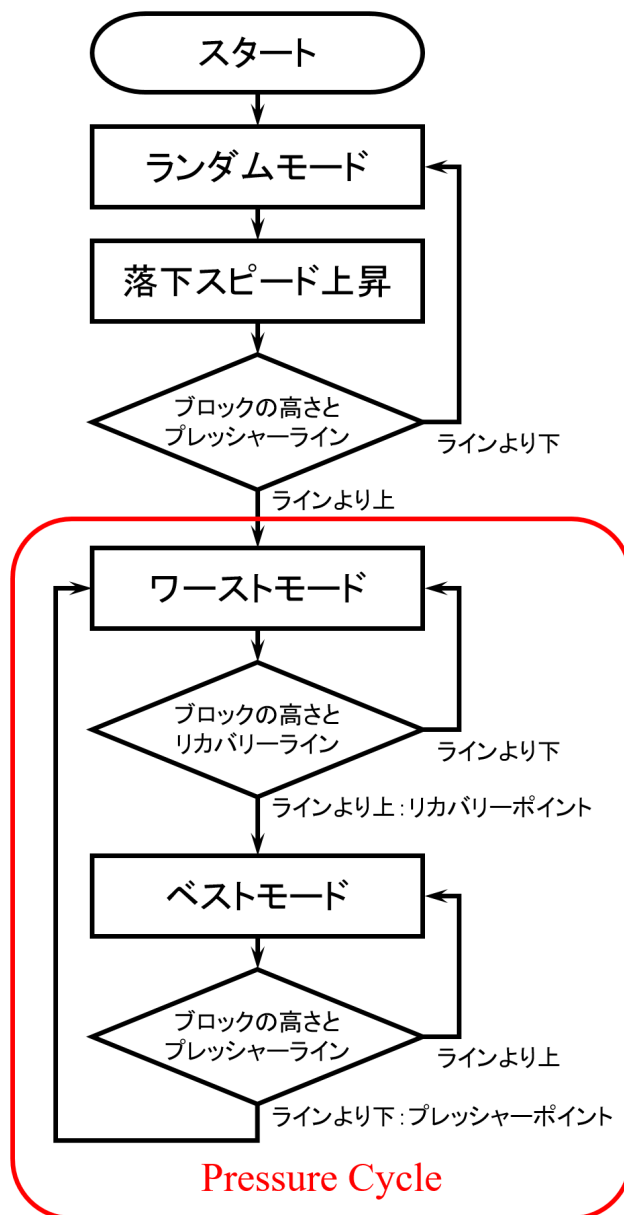 スタート
ランダムモード
落下スピード上昇
ブロックの高さと
プレッシャーライン
ラインより下
ラインより上
ワーストモード
ブロックの高さと
リカバリーライン
ラインより下
ラインより上:リカバリーポイント
ベストモード
ブロックの高さと
プレッシャーライン
ラインより上
ラインより下:プレッシャーポイント
Pressure Cycle